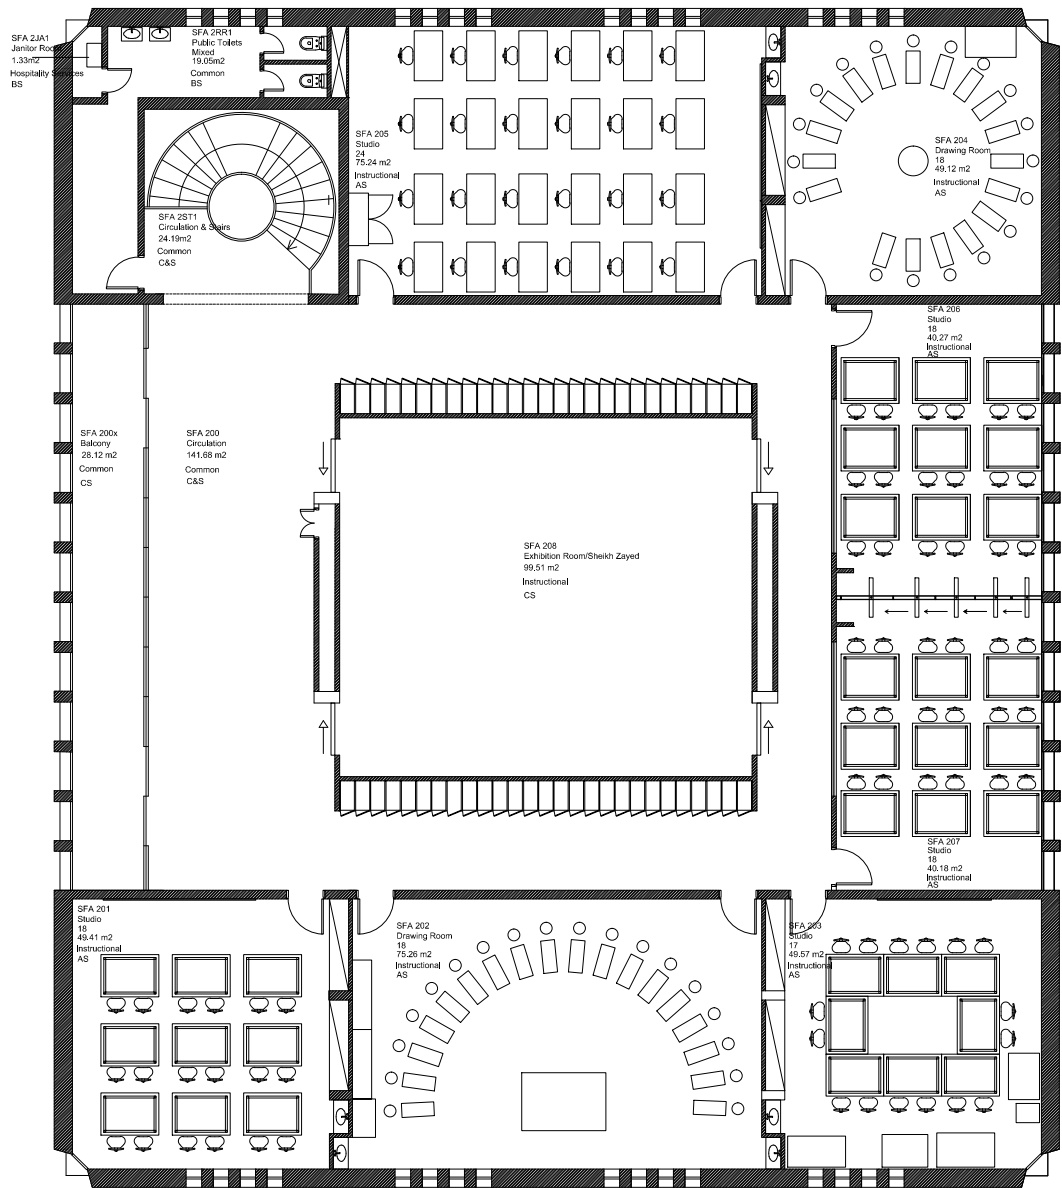 SFA 2JA1
Janitor Room
1.33m2
Hospitality Services
BS
SFA 2RR1
Public Toilets
Mixed
19.05m2
Common
BS
SFA 205
Studio
24
75.24 m2
Instructional
AS
SFA 204
Drawing Room
18
49.12 m2
Instructional
AS
SFA 2ST1
Circulation & Stairs
24.19m2
Common
C&S
SFA 206
Studio
18
40.27 m2
Instructional
AS
SFA 200x
Balcony
28.12 m2
Common
CS
SFA 200
Circulation
141.68 m2
Common
C&S
SFA 208
Exhibition Room/Sheikh Zayed
99.51 m2
Instructional
CS
SFA 207
Studio
18
40.18 m2
Instructional
AS
SFA 201
Studio
18
49.41 m2
Instructional
AS
SFA 202
Drawing Room
18
75.26 m2
Instructional
AS
SFA 203
Studio
17
49.57 m2
Instructional
AS